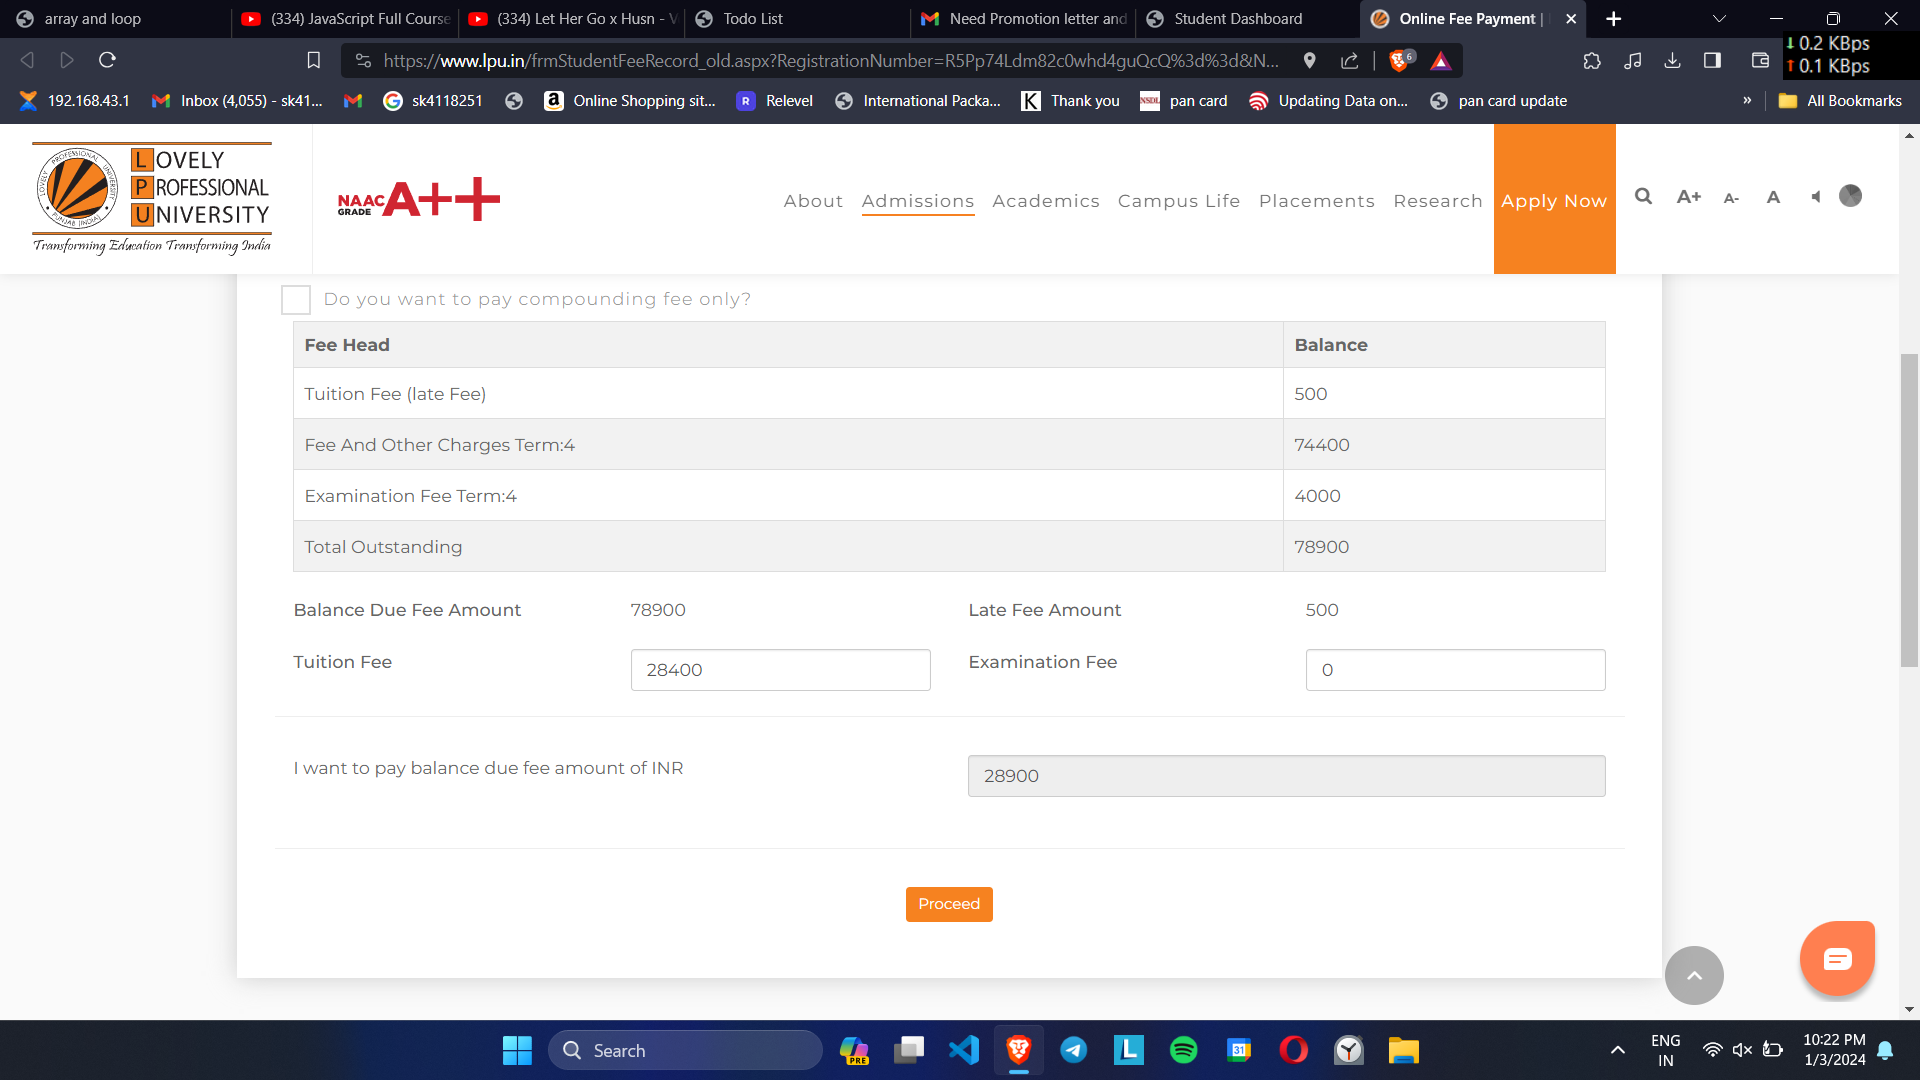 array and loop
(334) JavaScript Full Course
(334) Let Her Go x Husn - V
Todo List
Need Promotion letter and
Student Dashboard
Online Fee Payment |
https://www.lpu.in/frmStudentFeeRecord_old.aspx?RegistrationNumber=R5Pp74Ldm82c0whd4guQcQ%3d%3d&N...
6
0.2 KBps
0.1 KBps
192.168.43.1
Inbox (4,055) - sk41...
sk4118251
Online Shopping sit...
R
Relevel
International Packa...
K
Thank you
NSDL
pan card
Updating Data on...
pan card update
»
All Bookmarks
LOVELY
PROFESSIONAL
UNIVERSITY
Transforming Education Transforming India
NAAC
GRADE
A++
About
Admissions
Academics
Campus Life
Placements
Research
Apply Now
A+
A-
A
Do you want to pay compounding fee only?
Fee Head
Balance
Tuition Fee (late Fee)
500
Fee And Other Charges Term:4
74400
Examination Fee Term:4
4000
Total Outstanding
78900
Balance Due Fee Amount
78900
Late Fee Amount
500
Tuition Fee
28400
Examination Fee
0
I want to pay balance due fee amount of INR
28900
Proceed
Search
PRE
L
31
ENG
IN
10:22 PM
1/3/2024